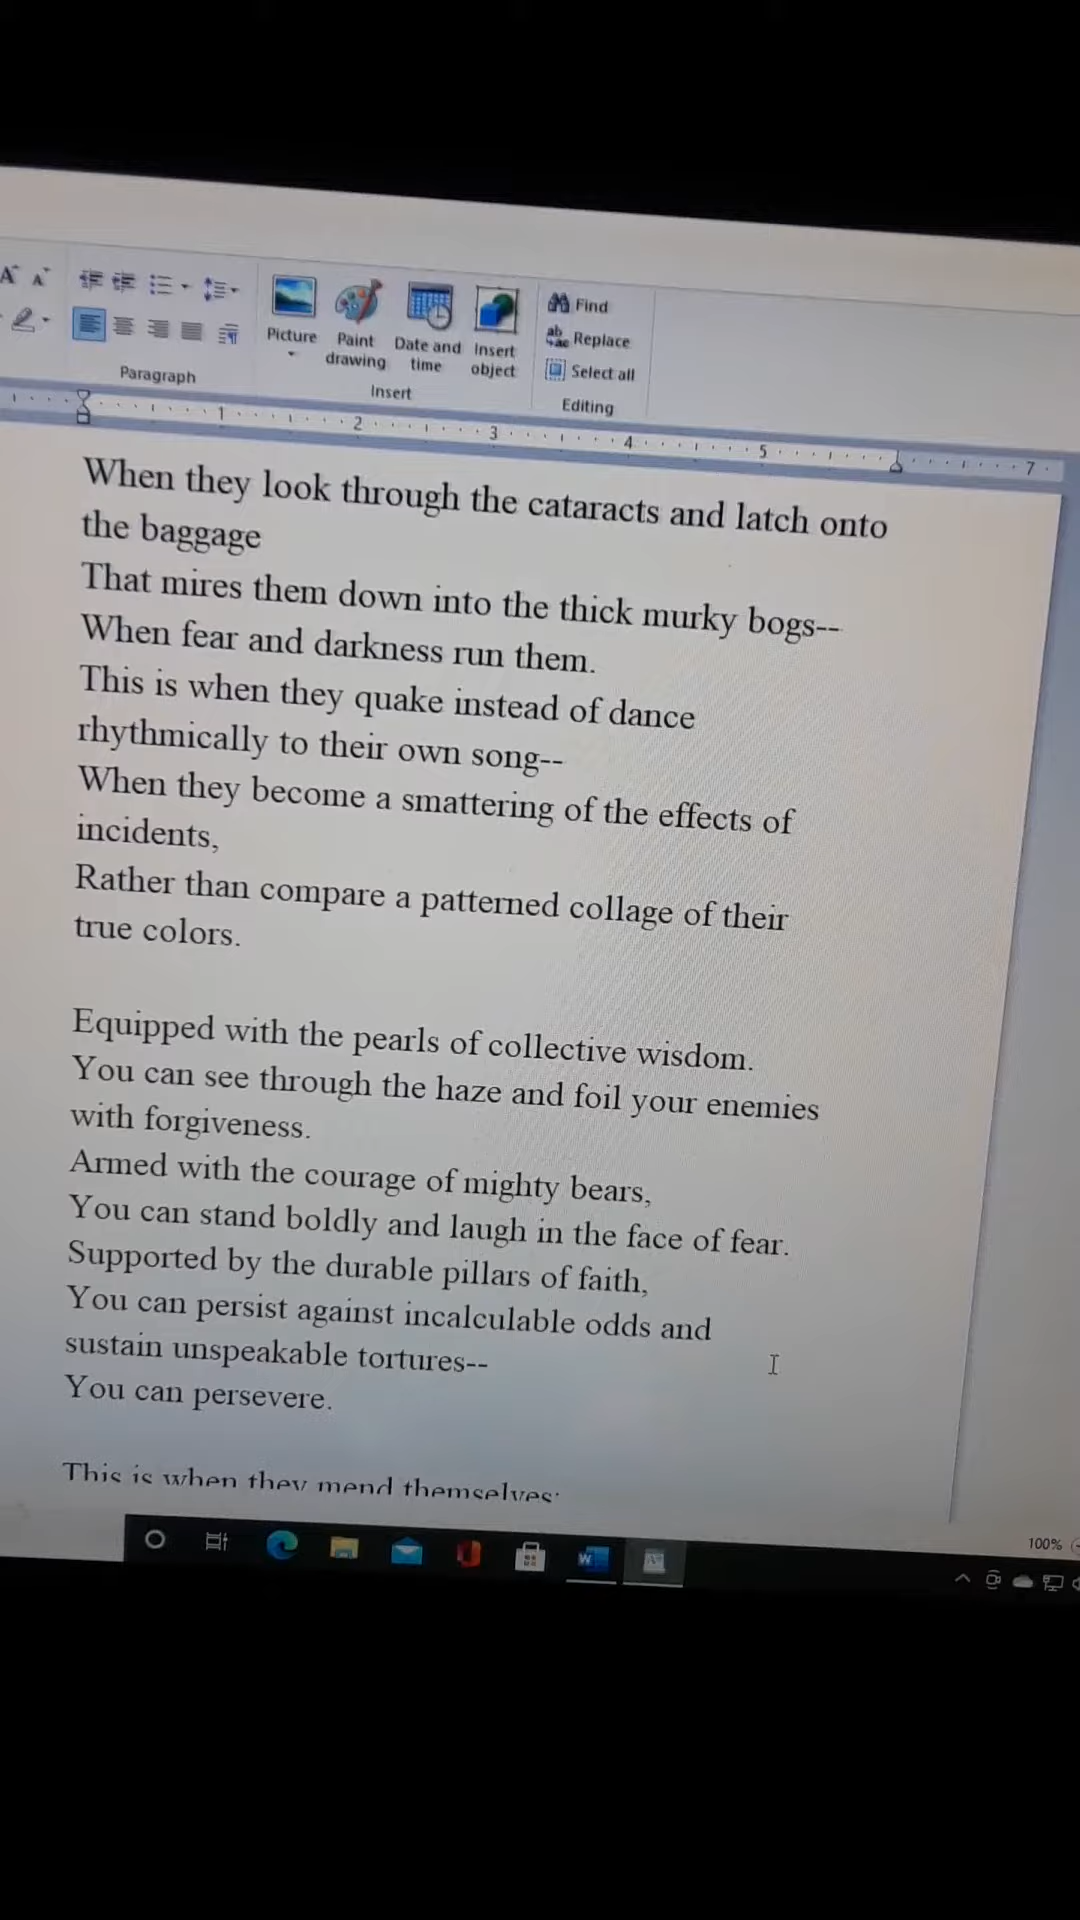 A A
Picture
Paint drawing
Date and time
Insert object
Find
Replace
Select all
Paragraph
Insert
Editing
1 2 3 4 5 7
When they look through the cataracts and latch onto
the baggage
That mires them down into the thick murky bogs--
When fear and darkness run them.
This is when they quake instead of dance
rhythmically to their own song--
When they become a smattering of the effects of
incidents,
Rather than compare a patterned collage of their
true colors.
Equipped with the pearls of collective wisdom.
You can see through the haze and foil your enemies
with forgiveness.
Armed with the courage of mighty bears,
You can stand boldly and laugh in the face of fear.
Supported by the durable pillars of faith,
You can persist against incalculable odds and
sustain unspeakable tortures--
You can persevere.
This is when they mend themselves:
100%